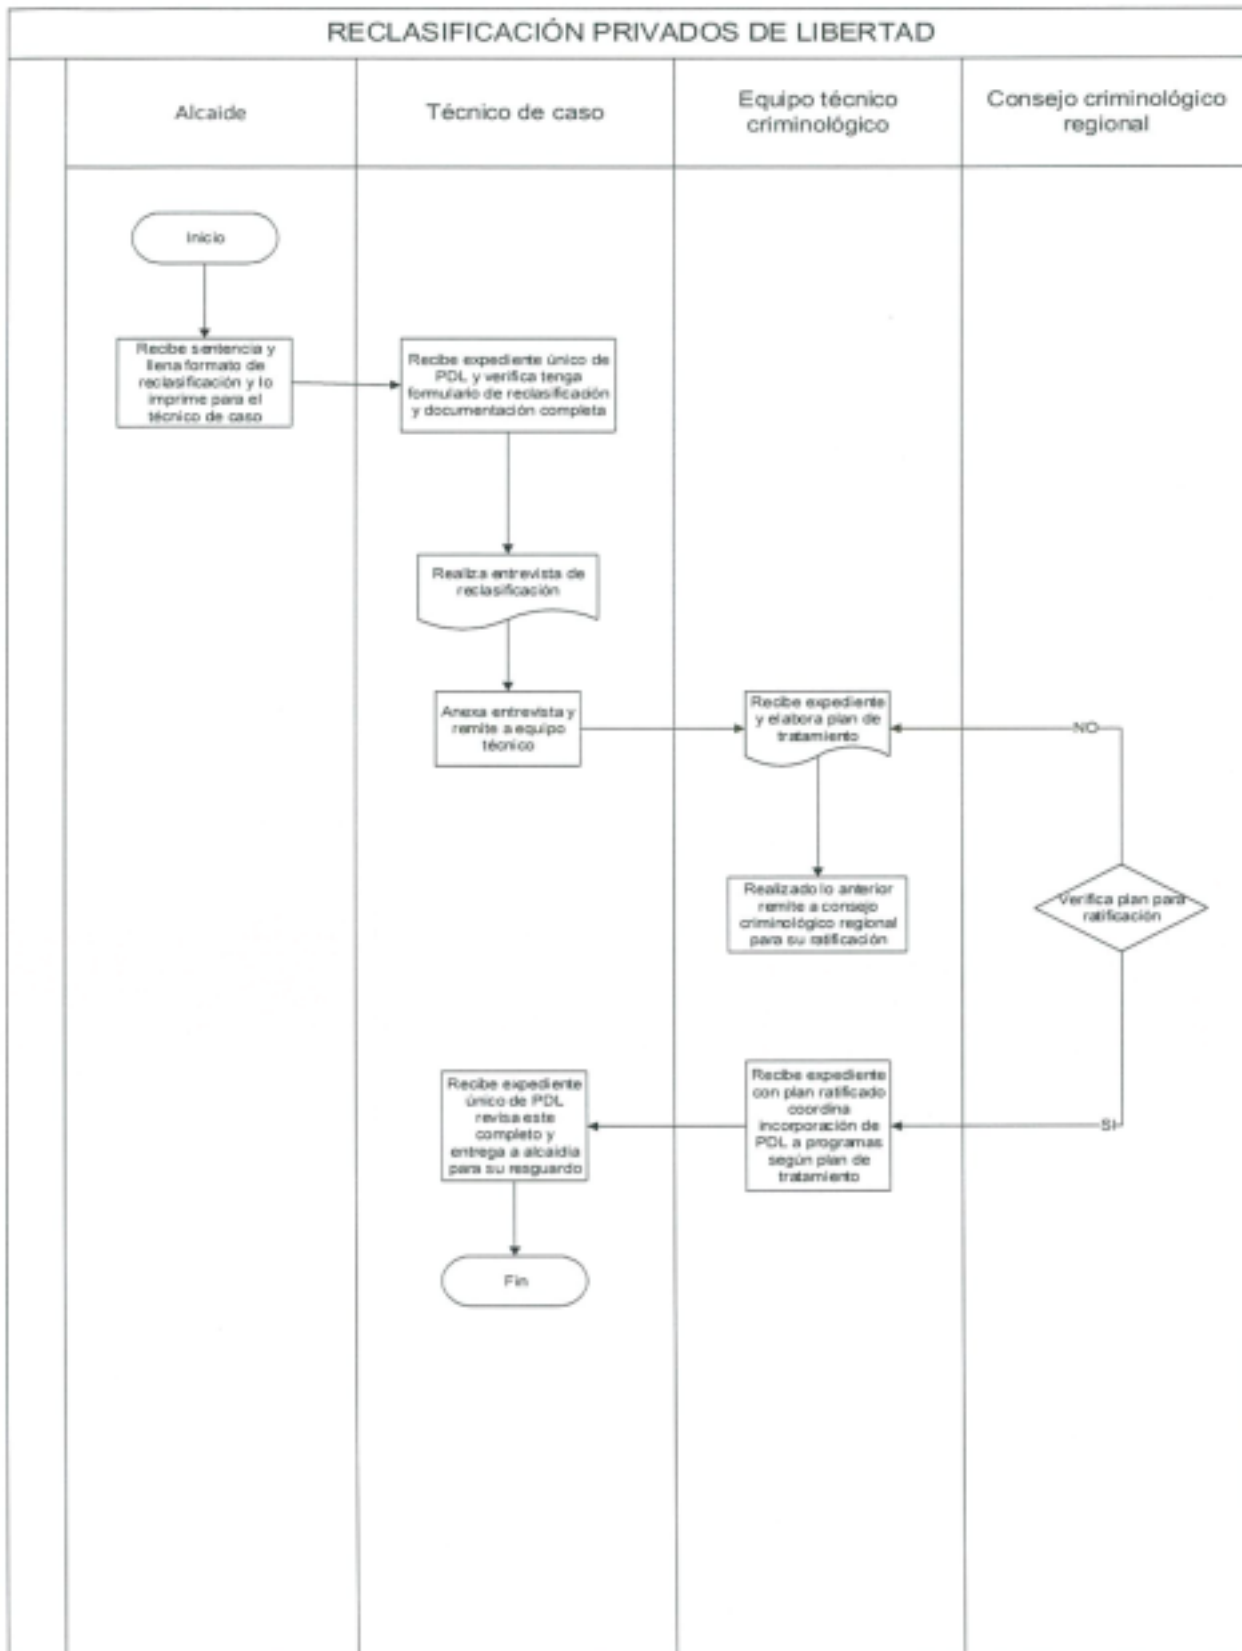 RECLASIFICACIÓN PRIVADOS DE LIBERTAD
Alcaide
Técnico de caso
Equipo técnico
criminológico
Consejo criminológico
regional
Inicio
Recibe sentencia y
llena formato de
reclasificación y lo
imprime para el
técnico de caso
Recibe expediente único de
PDL y verifica tenga
formulario de reclasificación
y documentación completa
Realiza entrevista de
reclasificación
Anexa entrevista y
remite a equipo
técnico
Recibe expediente
y elabora plan de
tratamiento
NO
Realizado lo anterior
remite a consejo
criminológico regional
para su ratificación
Verifica plan para
ratificación
SI
Recibe expediente
con plan ratificado
coordina
incorporación de
PDL a programas
según plan de
tratamiento
Recibe expediente
único de PDL
revisa este
completo y
entrega a alcaidía
para su resguardo
Fin